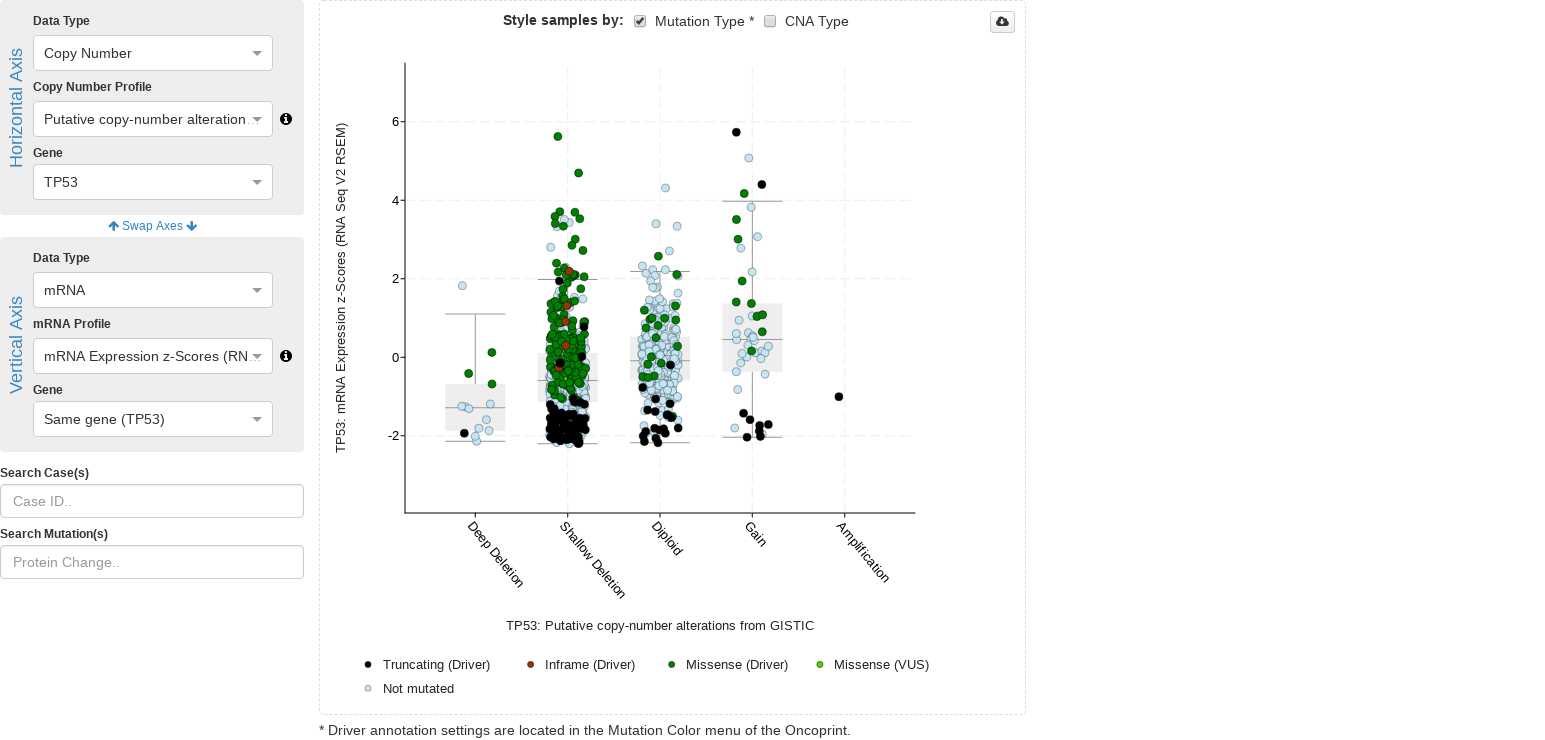 Horizontal Axis
Data Type
Copy Number
Copy Number Profile
Putative copy-number alteration…
Gene
TP53
Swap Axes
Vertical Axis
Data Type
mRNA
mRNA Profile
mRNA Expression z-Scores (RN…
Gene
Same gene (TP53)
Search Case(s)
Case ID..
Search Mutation(s)
Protein Change..
Style samples by: Mutation Type * CNA Type
TP53: mRNA Expression z-Scores (RNA Seq V2 RSEM)
6
4
2
0
-2
Deep Deletion
Shallow Deletion
Diploid
Gain
Amplification
TP53: Putative copy-number alterations from GISTIC
Truncating (Driver) Inframe (Driver) Missense (Driver) Missense (VUS)
Not mutated
* Driver annotation settings are located in the Mutation Color menu of the Oncoprint.